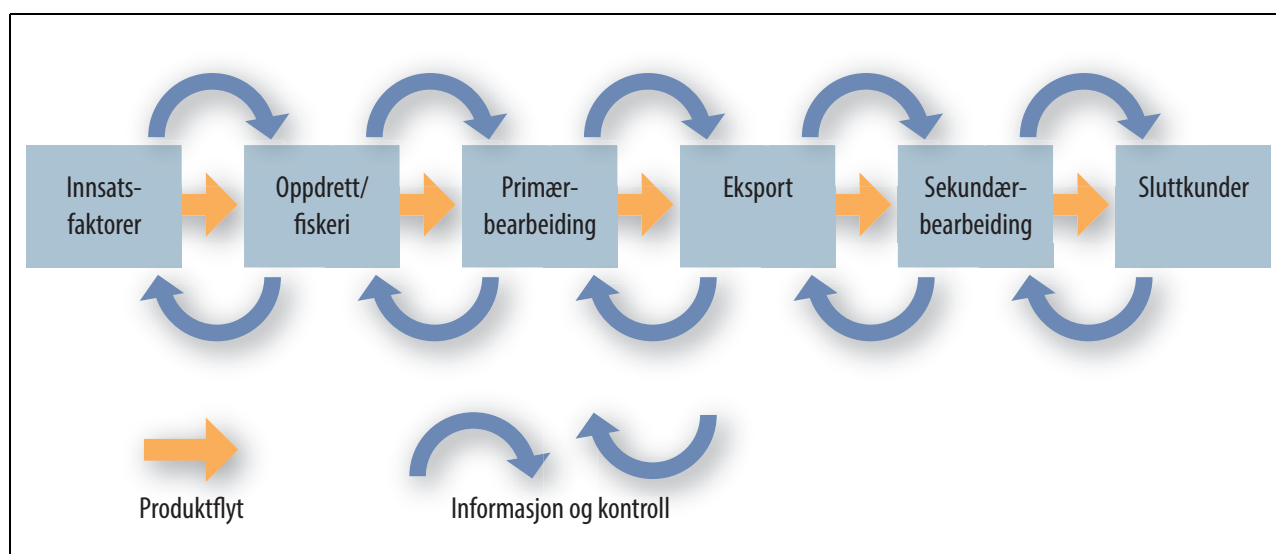 Innsats-
faktorer
Oppdrett/
fiskeri
Primær-
bearbeiding
Eksport
Sekundær-
bearbeiding
Sluttkunder
Produktflyt
Informasjon og kontroll